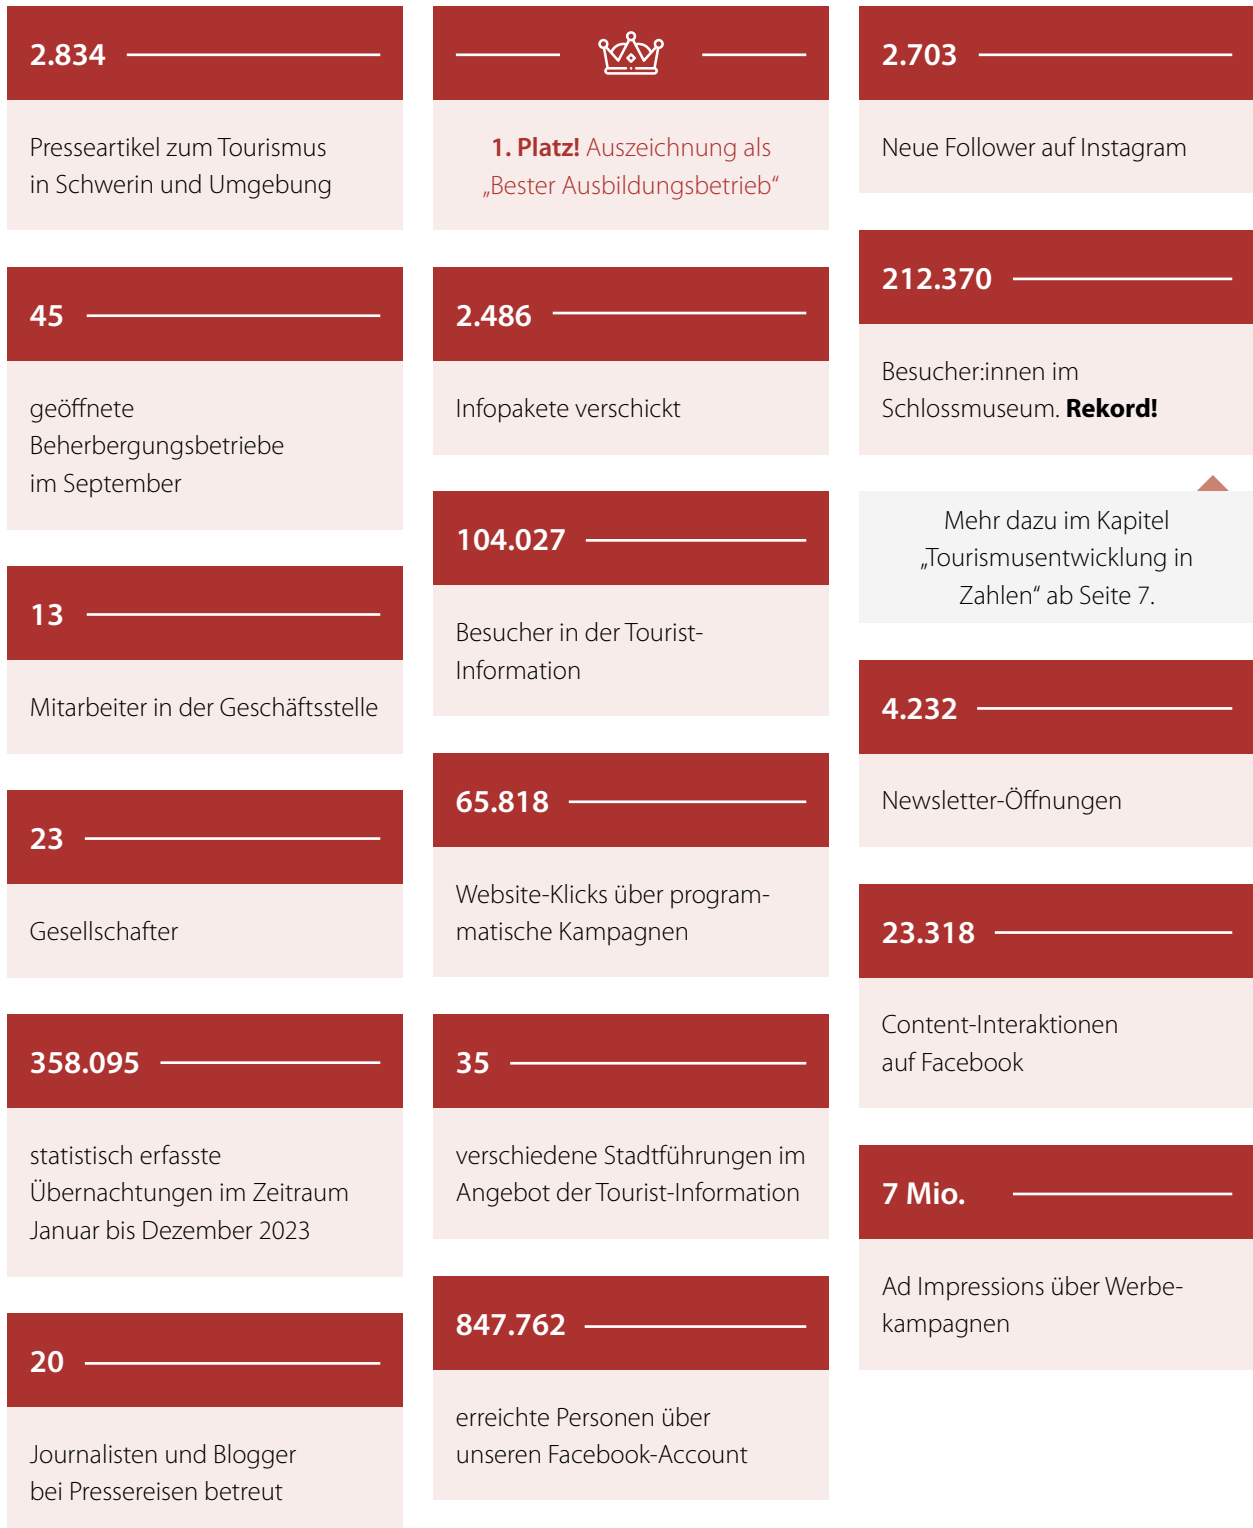 2.834
Presseartikel zum Tourismus
in Schwerin und Umgebung
45
geöffnete
Beherbergungsbetriebe
im September
13
Mitarbeiter in der Geschäftsstelle
23
Gesellschafter
358.095
statistisch erfasste
Übernachtungen im Zeitraum
Januar bis Dezember 2023
20
Journalisten und Blogger
bei Pressereisen betreut
1. Platz! Auszeichnung als
„Bester Ausbildungsbetrieb“
2.486
Infopakete verschickt
104.027
Besucher in der Tourist-
Information
65.818
Website-Klicks über program-
matische Kampagnen
35
verschiedene Stadtführungen im
Angebot der Tourist-Information
847.762
erreichte Personen über
unseren Facebook-Account
2.703
Neue Follower auf Instagram
212.370
Besucher:innen im
Schlossmuseum. Rekord!
Mehr dazu im Kapitel
„Tourismusentwicklung in
Zahlen“ ab Seite 7.
4.232
Newsletter-Öffnungen
23.318
Content-Interaktionen
auf Facebook
7 Mio.
Ad Impressions über Werbe-
kampagnen